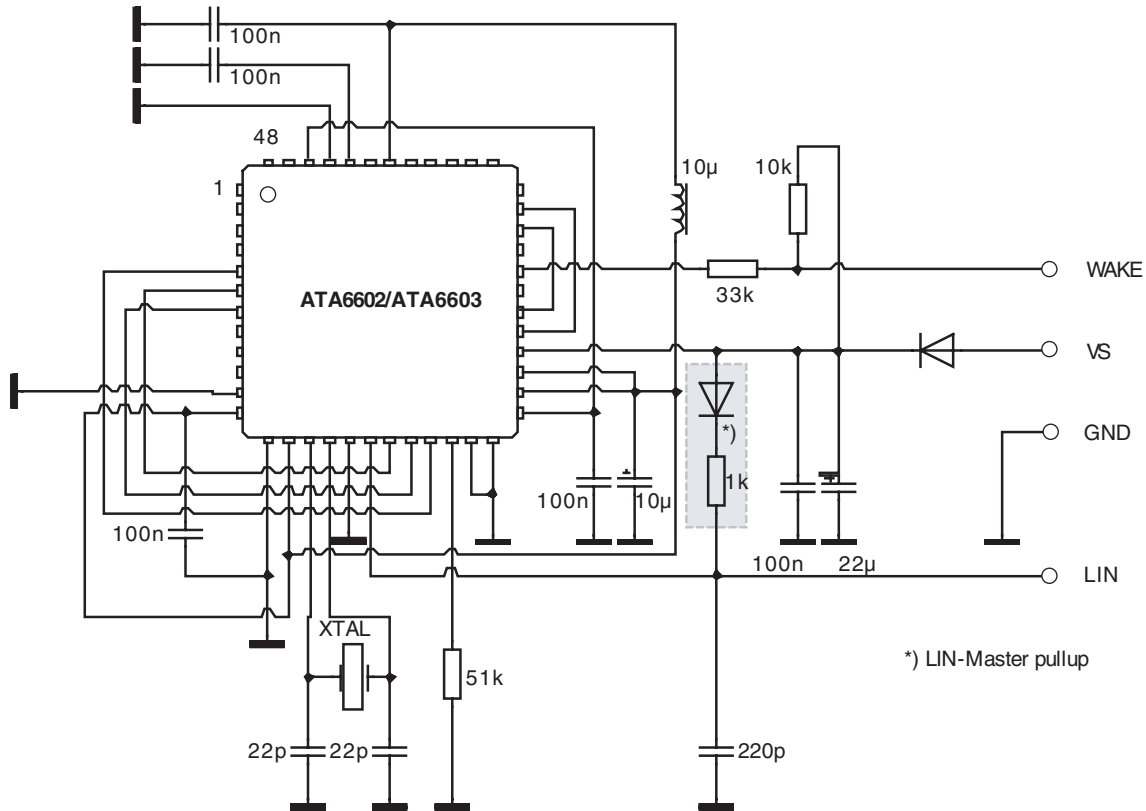 100n
100n
48
1
10µ
10k
WAKE
33k
ATA6602/ATA6603
VS
*)
GND
1k
100n
10µ
100n
100n
22µ
LIN
XTAL
*) LIN-Master pullup
51k
22p
22p
220p